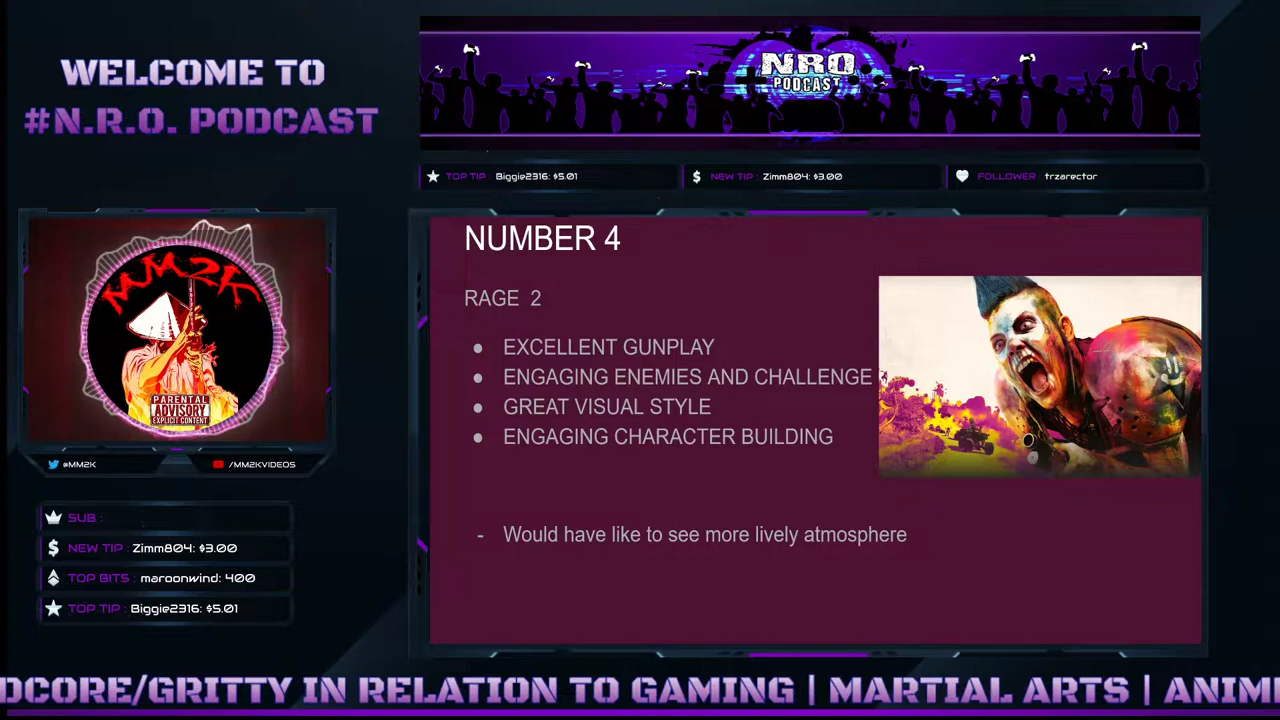 WELCOME TO
#N.R.O. PODCAST
NRO
PODCAST
TOP TIP : Biggie2316: $5.01
NEW TIP : Zimm804: $3.00
FOLLOWER : trzarector
MM2K
PARENTAL
ADVISORY
EXPLICIT CONTENT
@MM2K
/MM2KVIDEOS
SUB :
NEW TIP : Zimm804: $3.00
TOP BITS : maroonwind: 400
TOP TIP : Biggie2316: $5.01
NUMBER 4
RAGE 2
● EXCELLENT GUNPLAY
● ENGAGING ENEMIES AND CHALLENGE
● GREAT VISUAL STYLE
● ENGAGING CHARACTER BUILDING
- Would have like to see more lively atmosphere
DCORE/GRITTY IN RELATION TO GAMING | MARTIAL ARTS | ANIM